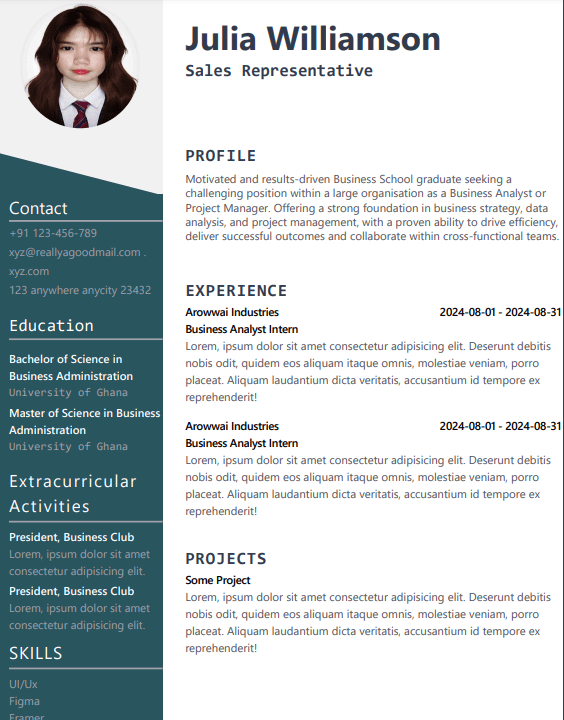 Julia Williamson
Sales Representative
Contact
+91 123-456-789
xyz@reallyagoodmail.com .
xyz.com
123 anywhere anycity 23432
Education
Bachelor of Science in
Business Administration
University of Ghana
Master of Science in Business
Administration
University of Ghana
Extracurricular
Activities
President, Business Club
Lorem, ipsum dolor sit amet
consectetur adipisicing elit.
President, Business Club
Lorem, ipsum dolor sit amet
consectetur adipisicing elit.
SKILLS
UI/Ux
Figma
Framer
PROFILE
Motivated and results-driven Business School graduate seeking a
challenging position within a large organisation as a Business Analyst or
Project Manager. Offering a strong foundation in business strategy, data
analysis, and project management, with a proven ability to drive efficiency,
deliver successful outcomes and collaborate within cross-functional teams.
EXPERIENCE
Arowwai Industries 2024-08-01 - 2024-08-31
Business Analyst Intern
Lorem ipsum dolor sit amet consectetur adipisicing elit. Deserunt debitis
nobis odit, quidem eos aliquam itaque omnis, molestiae veniam, porro
placeat. Aliquam laudantium dicta veritatis, accusantium id tempore ex
reprehenderit!
Arowwai Industries 2024-08-01 - 2024-08-31
Business Analyst Intern
Lorem ipsum dolor sit amet consectetur adipisicing elit. Deserunt debitis
nobis odit, quidem eos aliquam itaque omnis, molestiae veniam, porro
placeat. Aliquam laudantium dicta veritatis, accusantium id tempore ex
reprehenderit!
PROJECTS
Some Project
Lorem ipsum dolor sit amet consectetur adipisicing elit. Deserunt debitis
nobis odit, quidem eos aliquam itaque omnis, molestiae veniam, porro
placeat. Aliquam laudantium dicta veritatis, accusantium id tempore ex
reprehenderit!